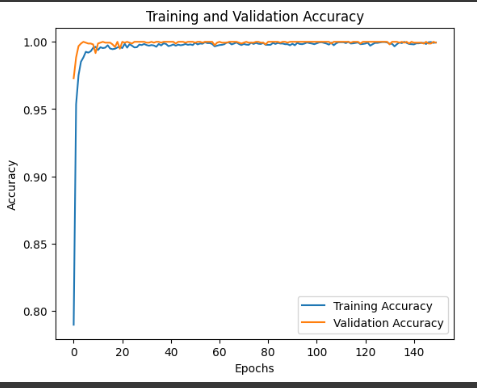 Training and Validation Accuracy
1.00
0.95
0.90
0.85
0.80
Accuracy
Training Accuracy
Validation Accuracy
0 20 40 60 80 100 120 140
Epochs